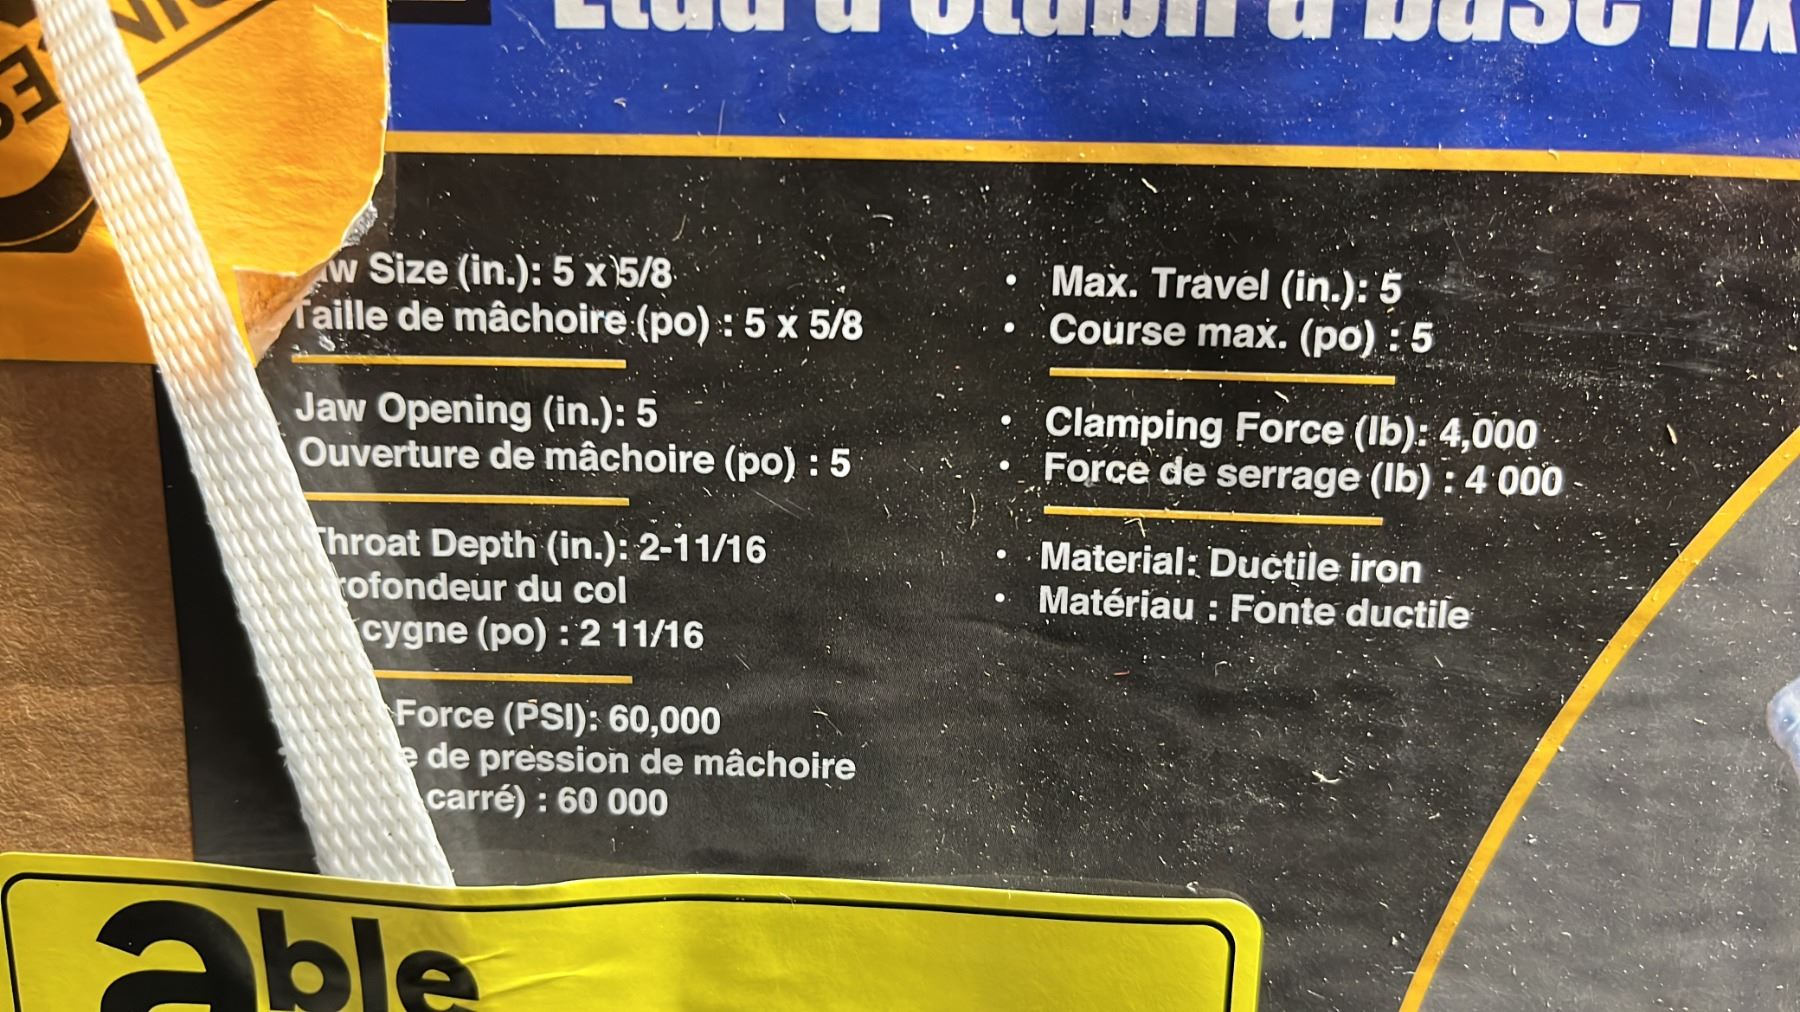 Étau d'établi à base
Size (in.): 5 x 5/8
Taille de mâchoire (po) : 5 x 5/8
Jaw Opening (in.): 5
Ouverture de mâchoire (po) : 5
Throat Depth (in.): 2-11/16
du col
cygne (po) : 2 11/16
Force (PSI): 60,000
de pression de mâchoire
carré) : 60 000
• Max. Travel (in.): 5
• Course max. (po) : 5
• Clamping Force (lb): 4,000
• Force de serrage (lb) : 4 000
• Material: Ductile iron
• Matériau : Fonte ductile
able